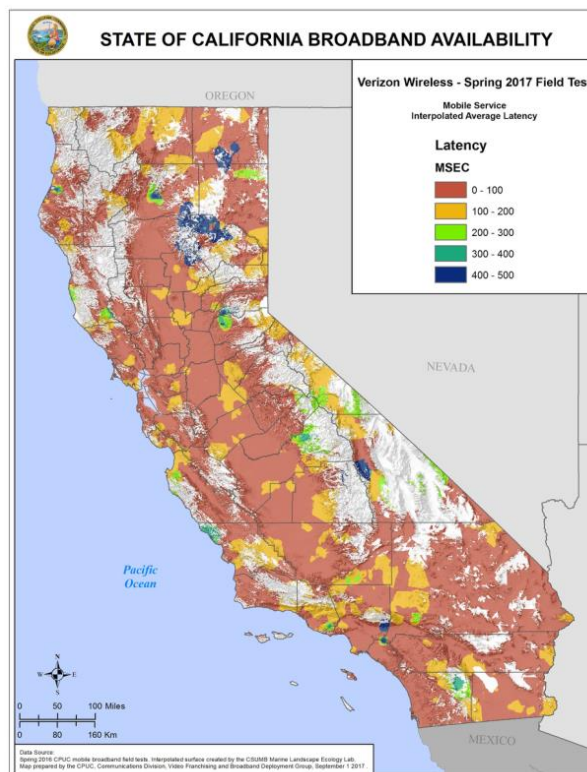 STATE OF CALIFORNIA BROADBAND AVAILABILITY
OREGON
Verizon Wireless - Spring 2017 Field Tes
Mobile Service
Interpolated Average Latency
Latency
MSEC
0 - 100
100 - 200
200 - 300
300 - 400
400 - 500
NEVADA
Pacific
Ocean
N
W E
S
0 50 100 Miles
0 80 160 Km
MEXICO
Data Source:
Spring 2016 CPUC mobile broadband field tests. Interpolated surface created by the CSUMB Marine Landscape Ecology Lab.
Map prepared by the CPUC, Communications Division, Video Franchising and Broadband Deployment Group, September 1 2017 .